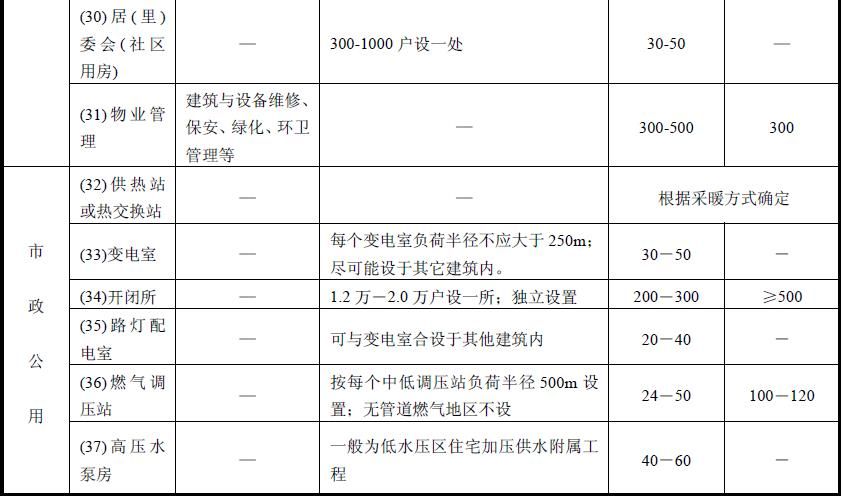 (30)居(里)
委会(社区
用房)
—
300-1000 户设一处
30-50
—
(31)物业管
理
建筑与设备维修、
保安、绿化、环卫
管理等
—
300-500
300
市
政
公
用
(32)供热站
或热交换站
—
—
根据采暖方式确定
(33)变电室
—
每个变电室负荷半径不应大于 250m;
尽可能设于其它建筑内。
30－50
－
(34)开闭所
—
1.2 万－2.0 万户设一所；独立设置
200－300
≥500
(35)路灯配
电室
—
可与变电室合设于其他建筑内
20－40
－
(36)燃气调
压站
—
按每个中低调压站负荷半径 500m 设
置；无管道燃气地区不设
24－50
100－120
(37)高压水
泵房
—
一般为低水压区住宅加压供水附属工
程
40－60
－